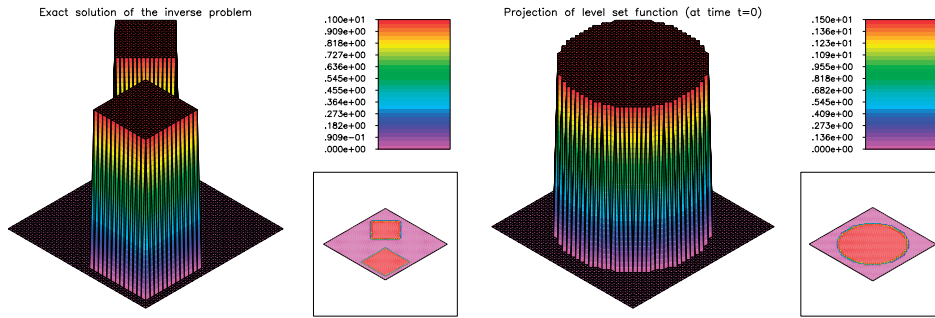 Exact solution of the inverse problem
.100e+01
.909e+00
.818e+00
.727e+00
.636e+00
.545e+00
.455e+00
.364e+00
.273e+00
.182e+00
.909e-01
.000e+00
Projection of level set function (at time t=0)
.150e+01
.136e+01
.123e+01
.109e+01
.955e+00
.818e+00
.682e+00
.545e+00
.409e+00
.273e+00
.136e+00
.000e+00